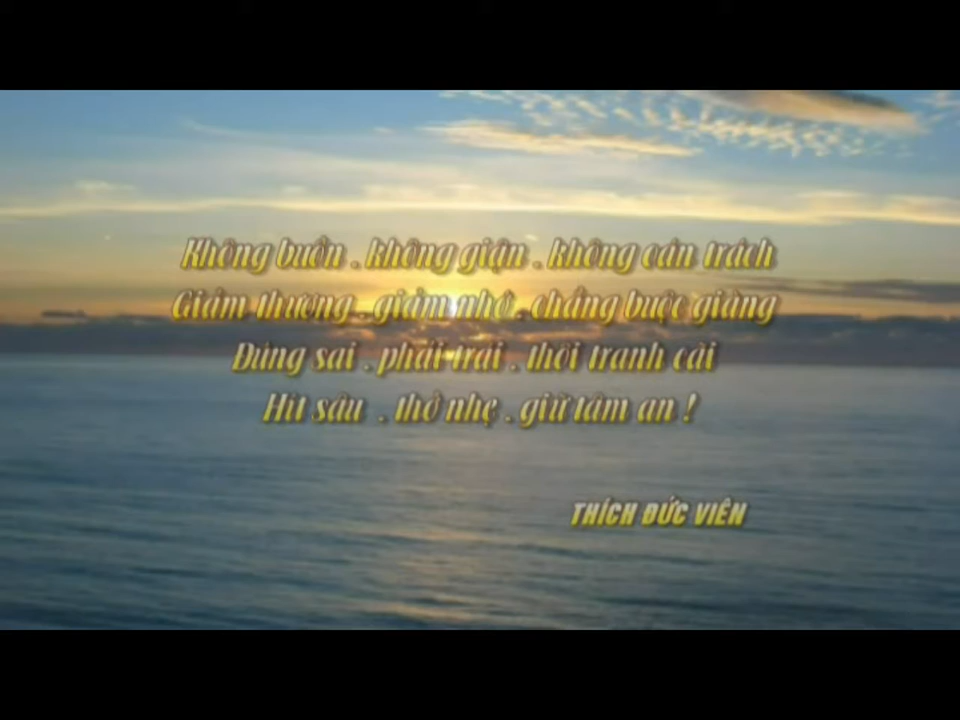 Không buồn . không giận . không oán trách
Giảm thương . giảm nhớ . chẳng buộc giàng
Đúng sai . phải trái . thôi tranh cãi
Hít sâu . thở nhẹ . giữ tâm an !
THÍCH ĐỨC VIÊN